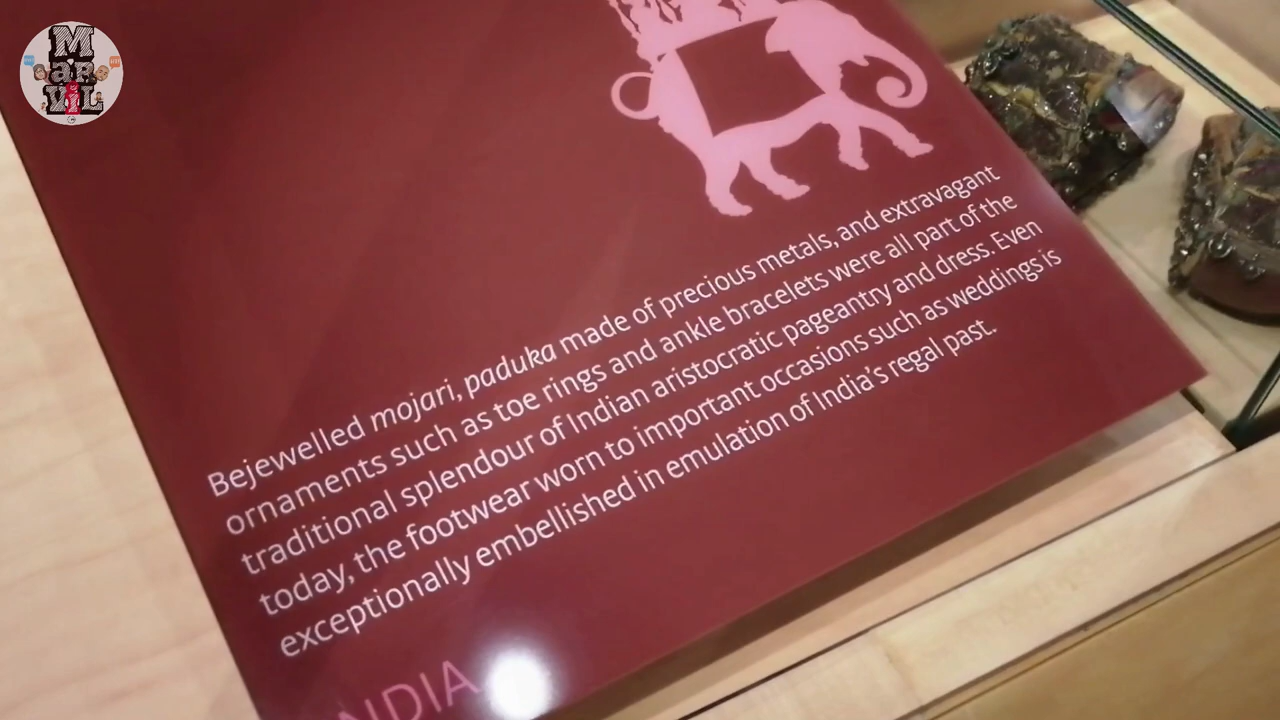 MarViL
Bejewelled mojari, paduka made of precious metals, and extravagant
ornaments such as toe rings and ankle bracelets were all part of the
traditional splendour of Indian aristocratic pageantry and dress. Even
today, the footwear worn to important occasions such as weddings is
exceptionally embellished in emulation of India's regal past.
NDIA